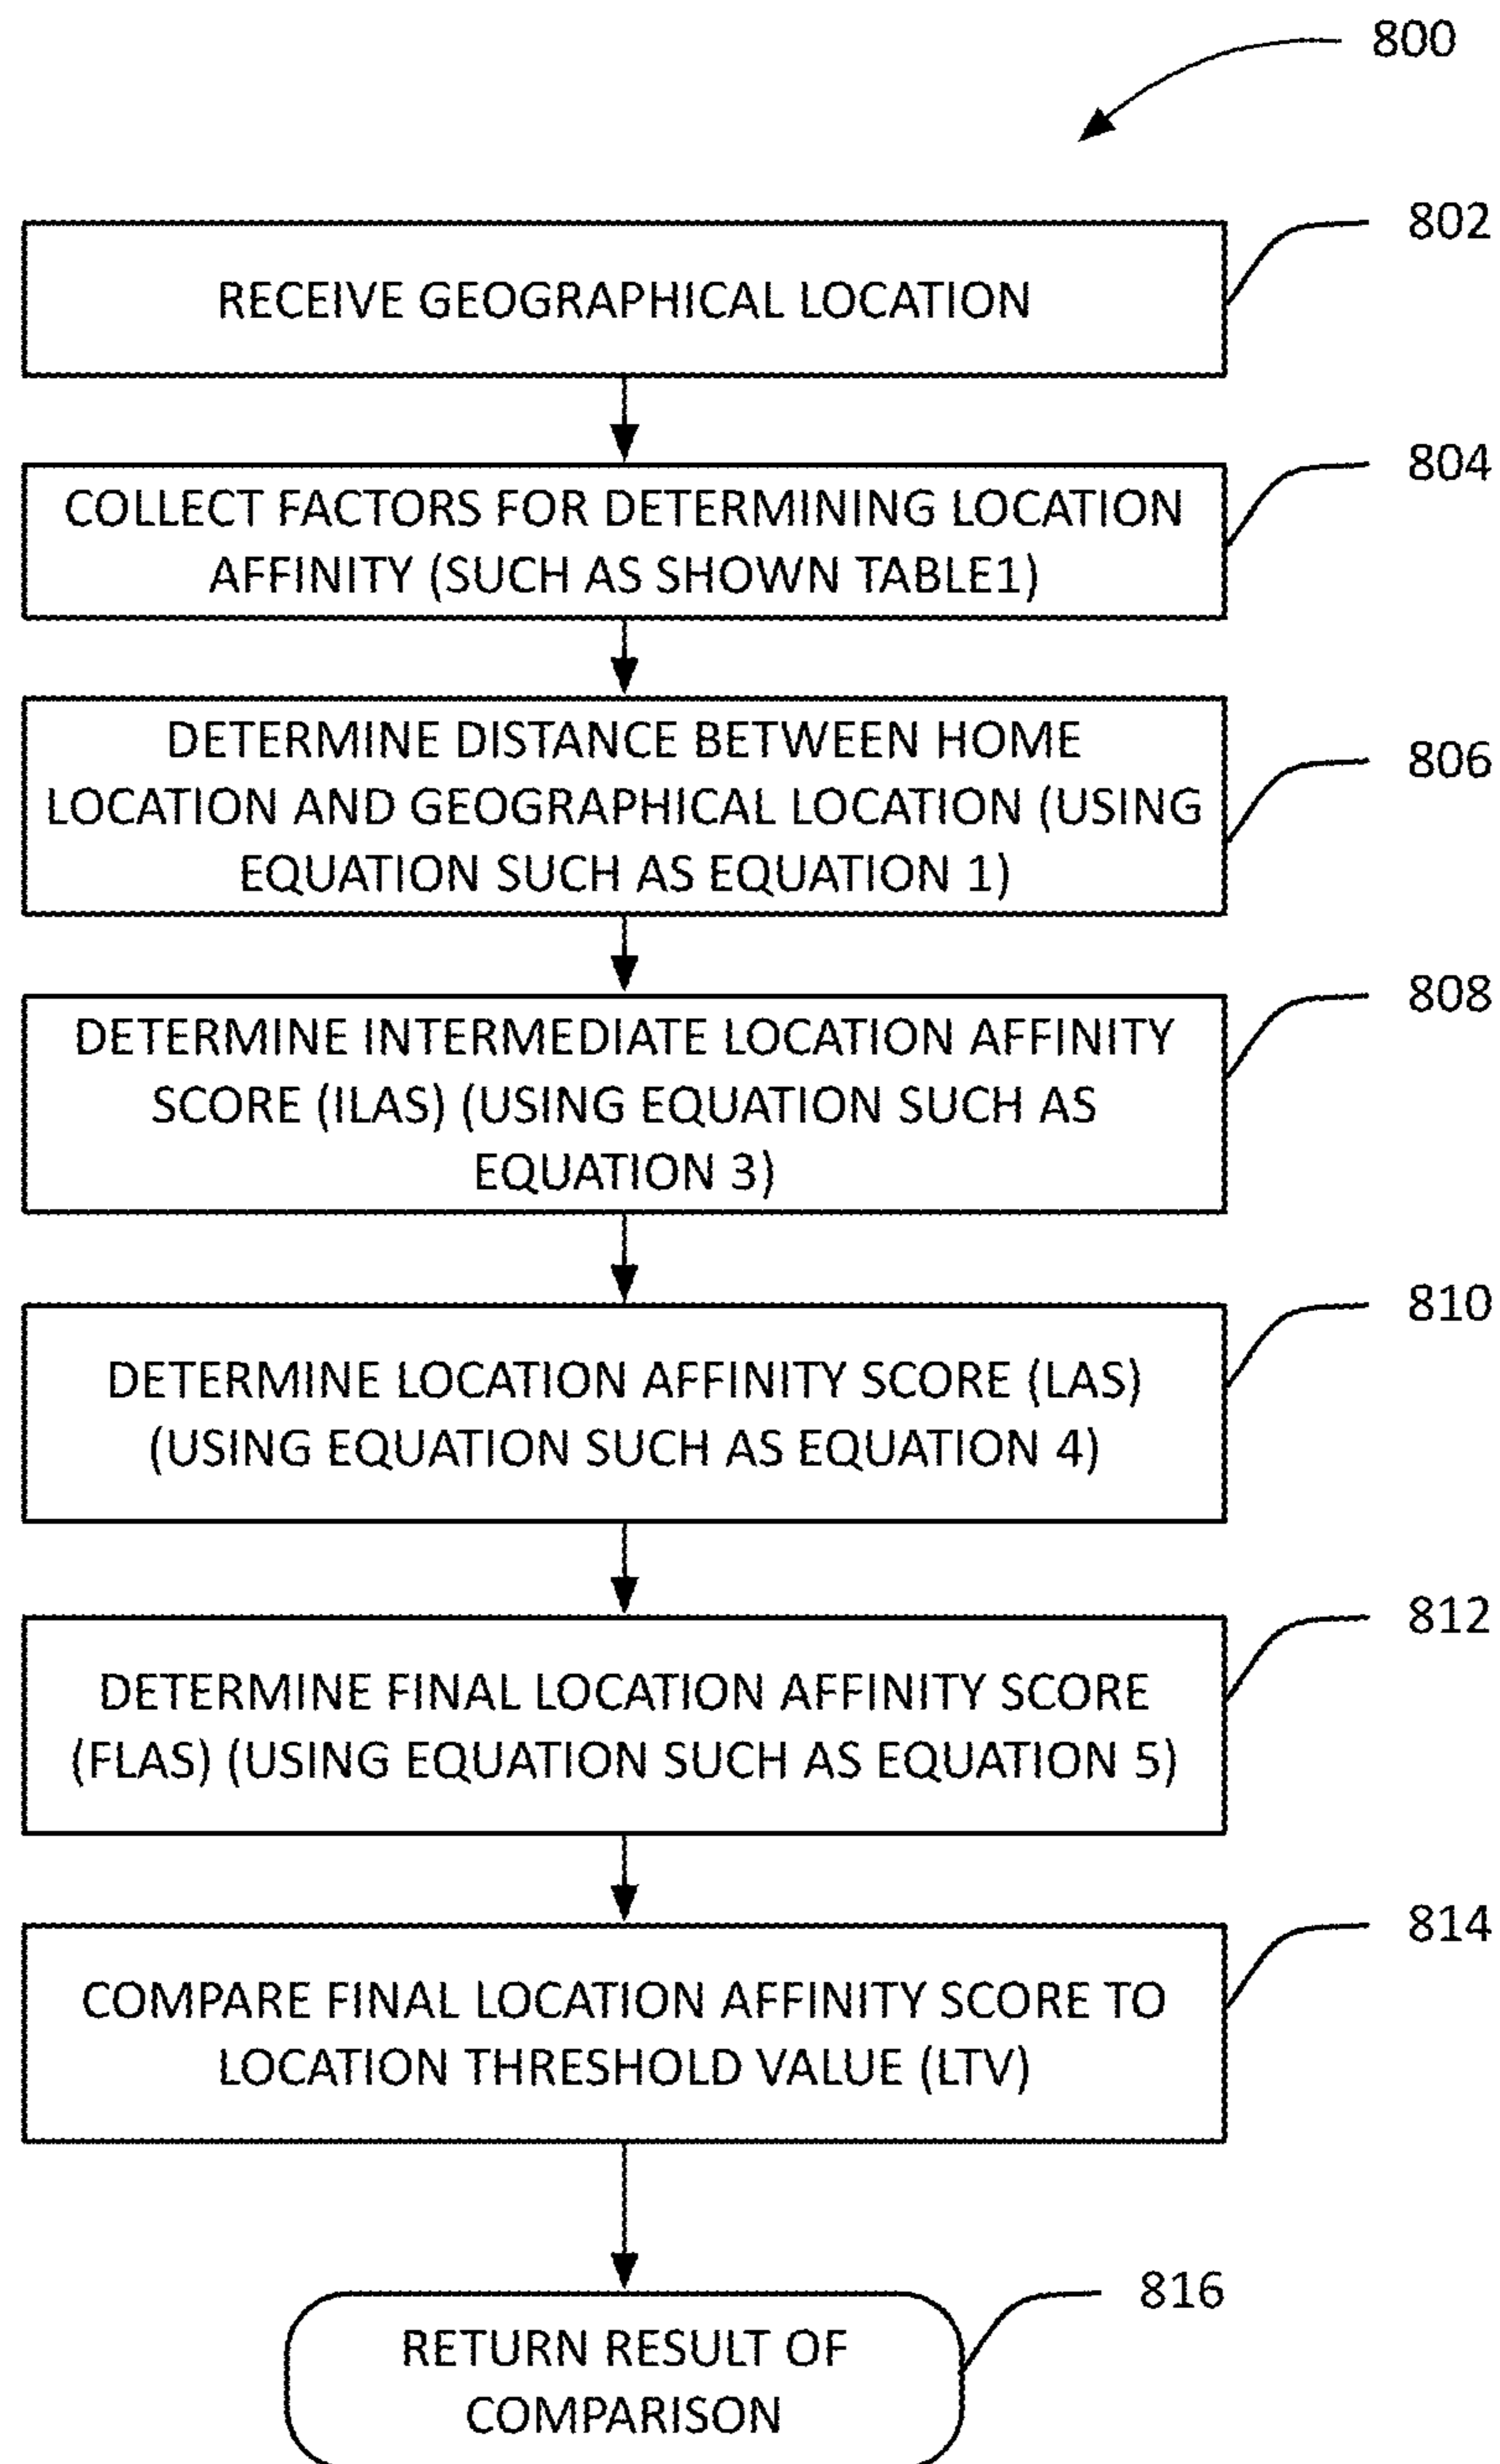 800
802
RECEIVE GEOGRAPHICAL LOCATION
804
COLLECT FACTORS FOR DETERMINING LOCATION
AFFINITY (SUCH AS SHOWN TABLE1)
806
DETERMINE DISTANCE BETWEEN HOME
LOCATION AND GEOGRAPHICAL LOCATION (USING
EQUATION SUCH AS EQUATION 1)
808
DETERMINE INTERMEDIATE LOCATION AFFINITY
SCORE (ILAS) (USING EQUATION SUCH AS
EQUATION 3)
810
DETERMINE LOCATION AFFINITY SCORE (LAS)
(USING EQUATION SUCH AS EQUATION 4)
812
DETERMINE FINAL LOCATION AFFINITY SCORE
(FLAS) (USING EQUATION SUCH AS EQUATION 5)
814
COMPARE FINAL LOCATION AFFINITY SCORE TO
LOCATION THRESHOLD VALUE (LTV)
816
RETURN RESULT OF
COMPARISON